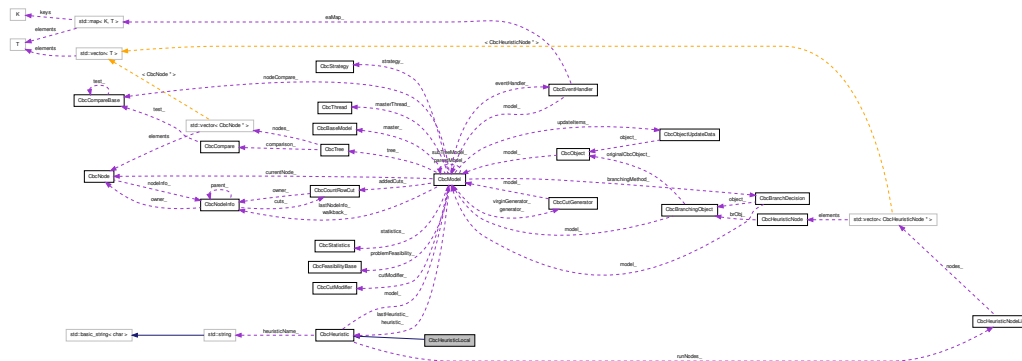 K
keys
std::map< K, T >
eaMap_
T
elements
elements
std::vector< T >
< CbcHeuristicNode * >
< CbcNode * >
CbcStrategy
strategy_
nodeCompare_
eventHandler_
CbcEventHandler
model_
test_
CbcCompareBase
test_
CbcThread
masterThread_
std::vector< CbcNode * >
nodes_
CbcBaseModel
master_
updateItems_
CbcObjectUpdateData
object_
elements
CbcCompare
comparison_
CbcTree
tree_
subTreeModel_
parentModel_
model_
CbcObject
originalCbcObject_
CbcNode
currentNode_
CbcModel
branchingMethod_
nodeInfo_
parent_
owner_
CbcCountRowCut
addedCuts_
model_
CbcBranchDecision
owner_
CbcNodeInfo
cuts_
lastNodeInfo_
walkback_
virginGenerator_
generator_
CbcCutGenerator
CbcBranchingObject
object_
brObj_
CbcHeuristicNode
elements
std::vector< CbcHeuristicNode * >
statistics_
model_
CbcStatistics
problemFeasibility_
CbcFeasibilityBase
model_
nodes_
cutModifier_
CbcCutModifier
model_
lastHeuristic_
heuristic_
std::basic_string< char >
std::string
heuristicName_
CbcHeuristic
CbcHeuristicLocal
runNodes_